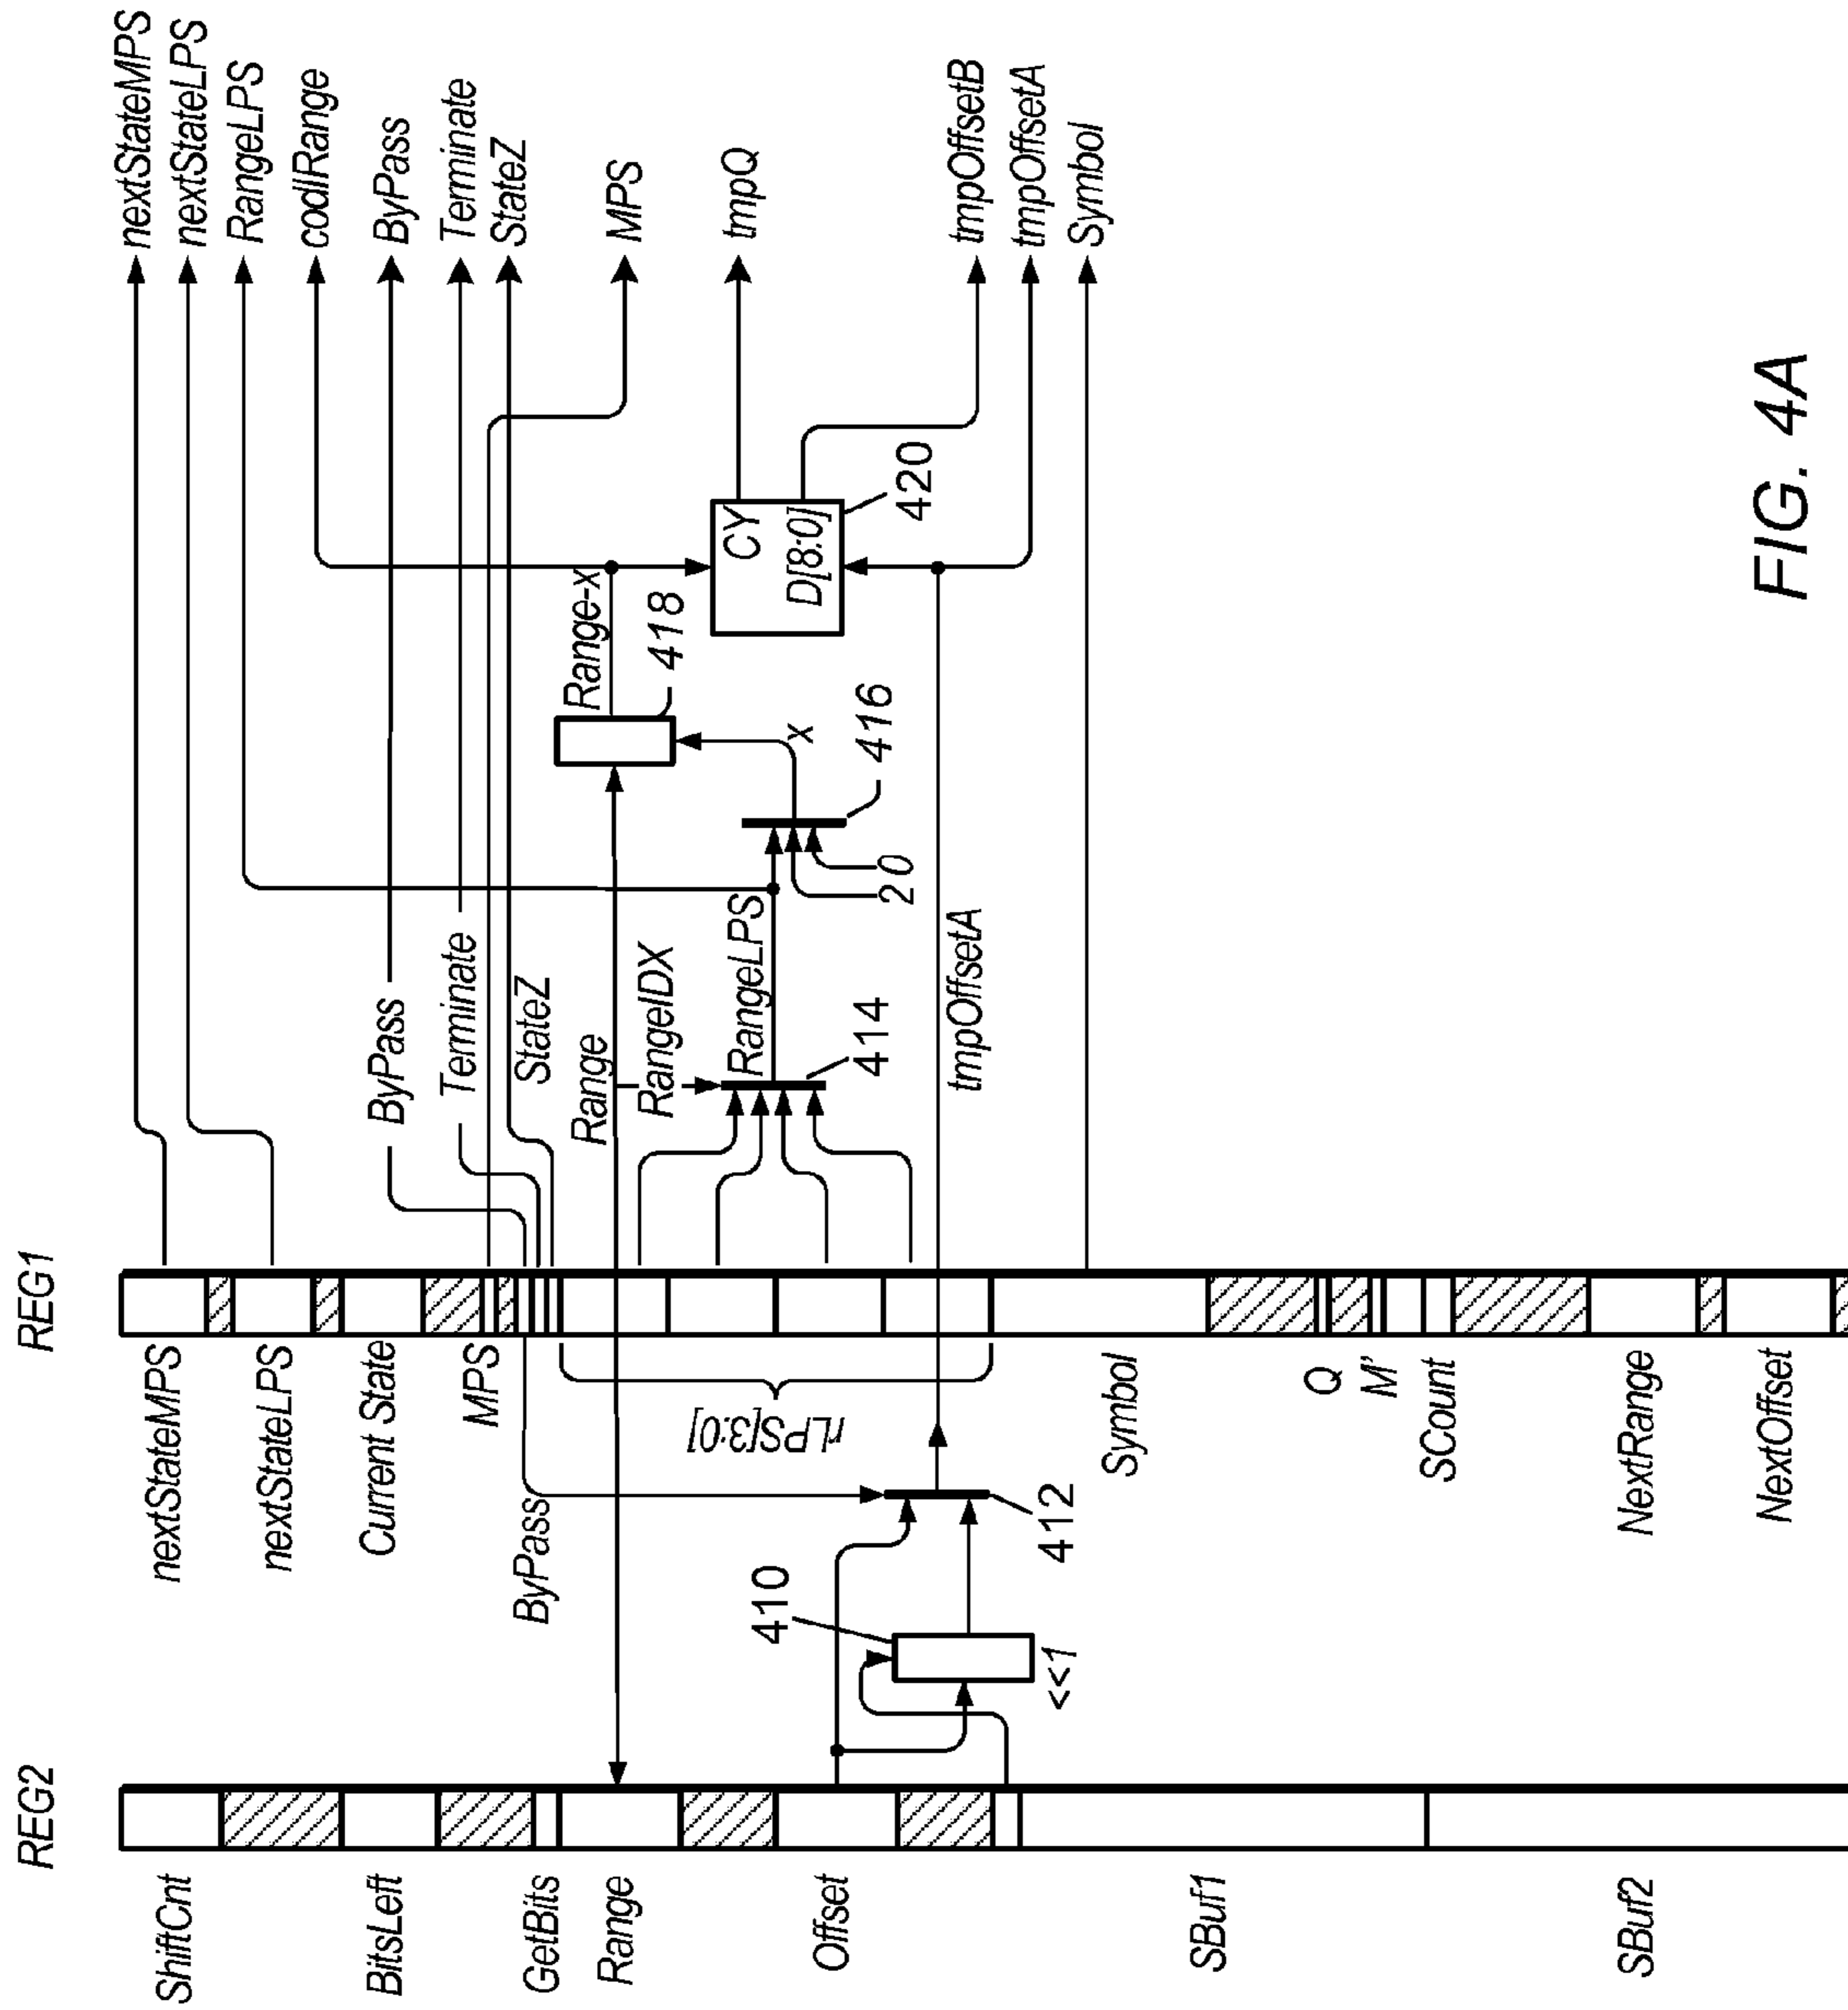 REG2
REG1
ShiftCnt
BitsLeft
GetBits
Range
Offset
SBuf1
SBuf2
nextStateMPS
nextStateLPS
Current State
MPS
ByPass
rLPS[3:0]
Symbol
Q
M'
SCount
NextRange
NextOffset
410
<<1
412
ByPass
Terminate
StateZ
Range
RangeIDX
RangeLPS
414
tmpOffsetA
2
0
x
416
Range-x
418
CY
D[8:0]
420
nextStateMPS
nextStateLPS
RangeLPS
codIRange
ByPass
Terminate
StateZ
MPS
tmpQ
tmpOffsetB
tmpOffsetA
Symbol
FIG. 4A